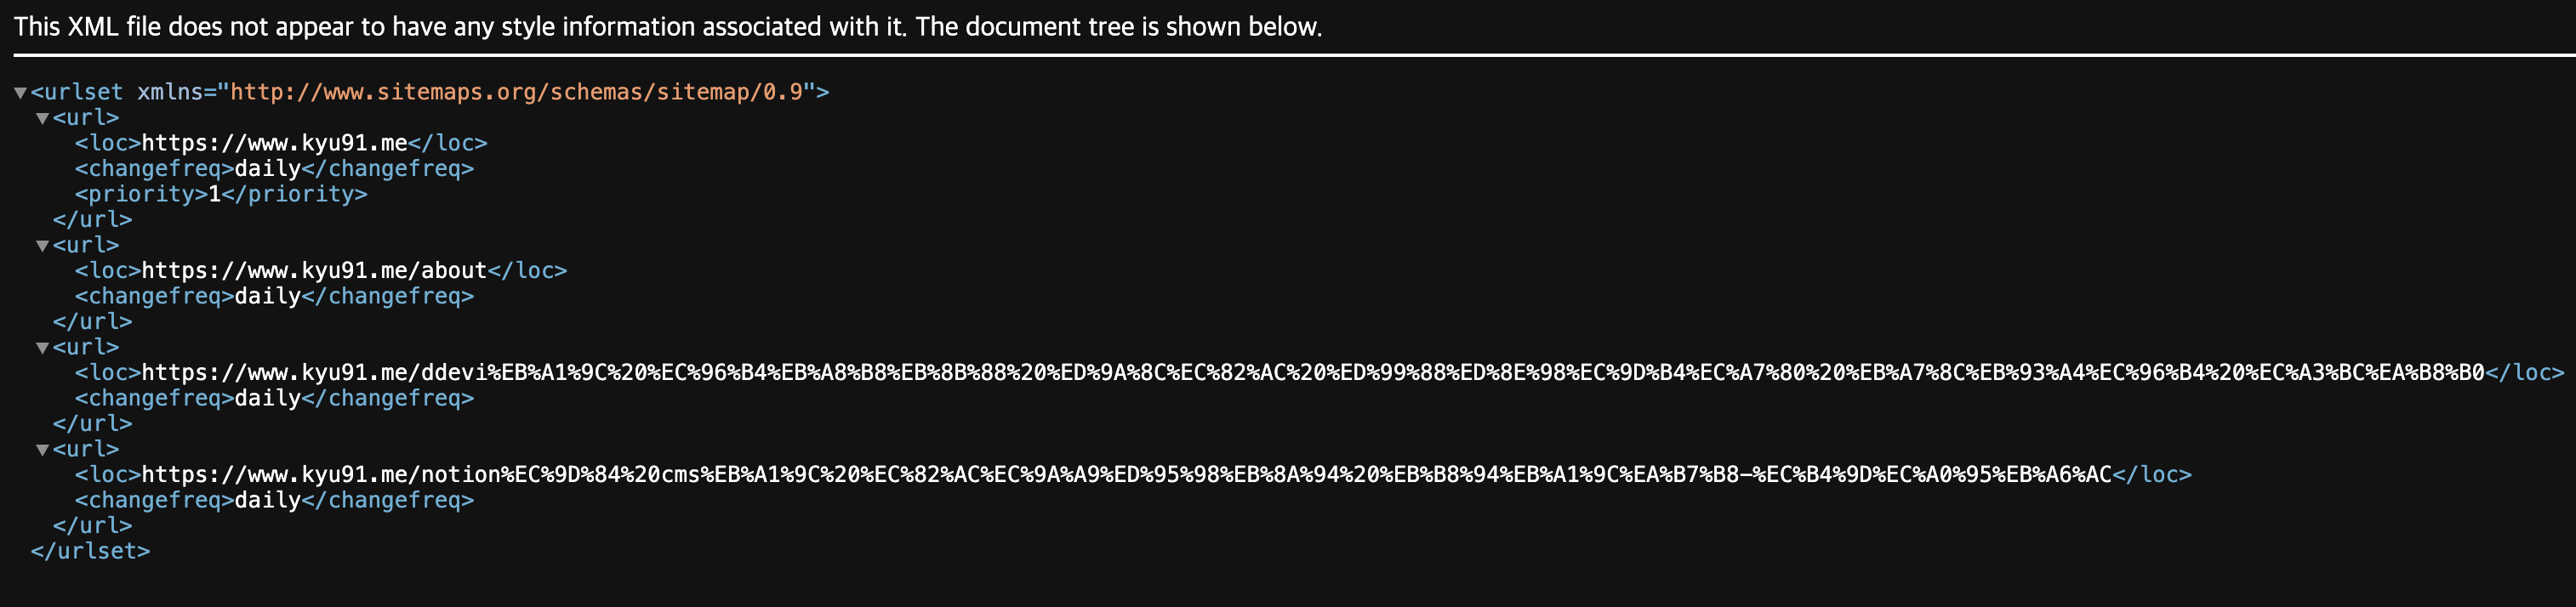 This XML file does not appear to have any style information associated with it. The document tree is shown below.
▼<urlset xmlns="http://www.sitemaps.org/schemas/sitemap/0.9">
▼<url>
<loc>https://www.kyu91.me</loc>
<changefreq>daily</changefreq>
<priority>1</priority>
</url>
▼<url>
<loc>https://www.kyu91.me/about</loc>
<changefreq>daily</changefreq>
</url>
▼<url>
<loc>https://www.kyu91.me/ddevi%EB%A1%9C%20%EC%96%B4%EB%A8%B8%EB%8B%88%20%ED%9A%8C%EC%82%AC%20%ED%99%88%ED%8E%98%EC%9D%B4%EC%A7%80%20%EB%A7%8C%EB%93%A4%EC%96%B4%20%EC%A3%BC%EA%B8%B0</loc>
<changefreq>daily</changefreq>
</url>
▼<url>
<loc>https://www.kyu91.me/notion%EC%9D%84%20cms%EB%A1%9C%20%EC%82%AC%EC%9A%A9%ED%95%98%EB%8A%94%20%EB%B8%94%EB%A1%9C%EA%B7%B8-%EC%B4%9D%EC%A0%95%EB%A6%AC</loc>
<changefreq>daily</changefreq>
</url>
</urlset>